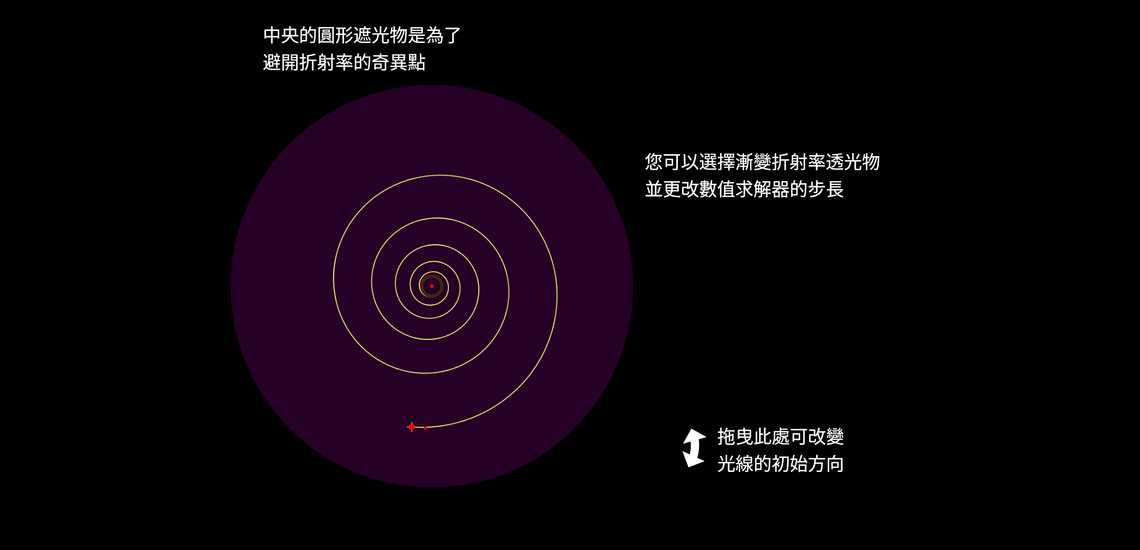 中央的圓形遮光物是為了
避開折射率的奇異點
您可以選擇漸變折射率透光物
並更改數值求解器的步長
拖曳此處可改變
光線的初始方向